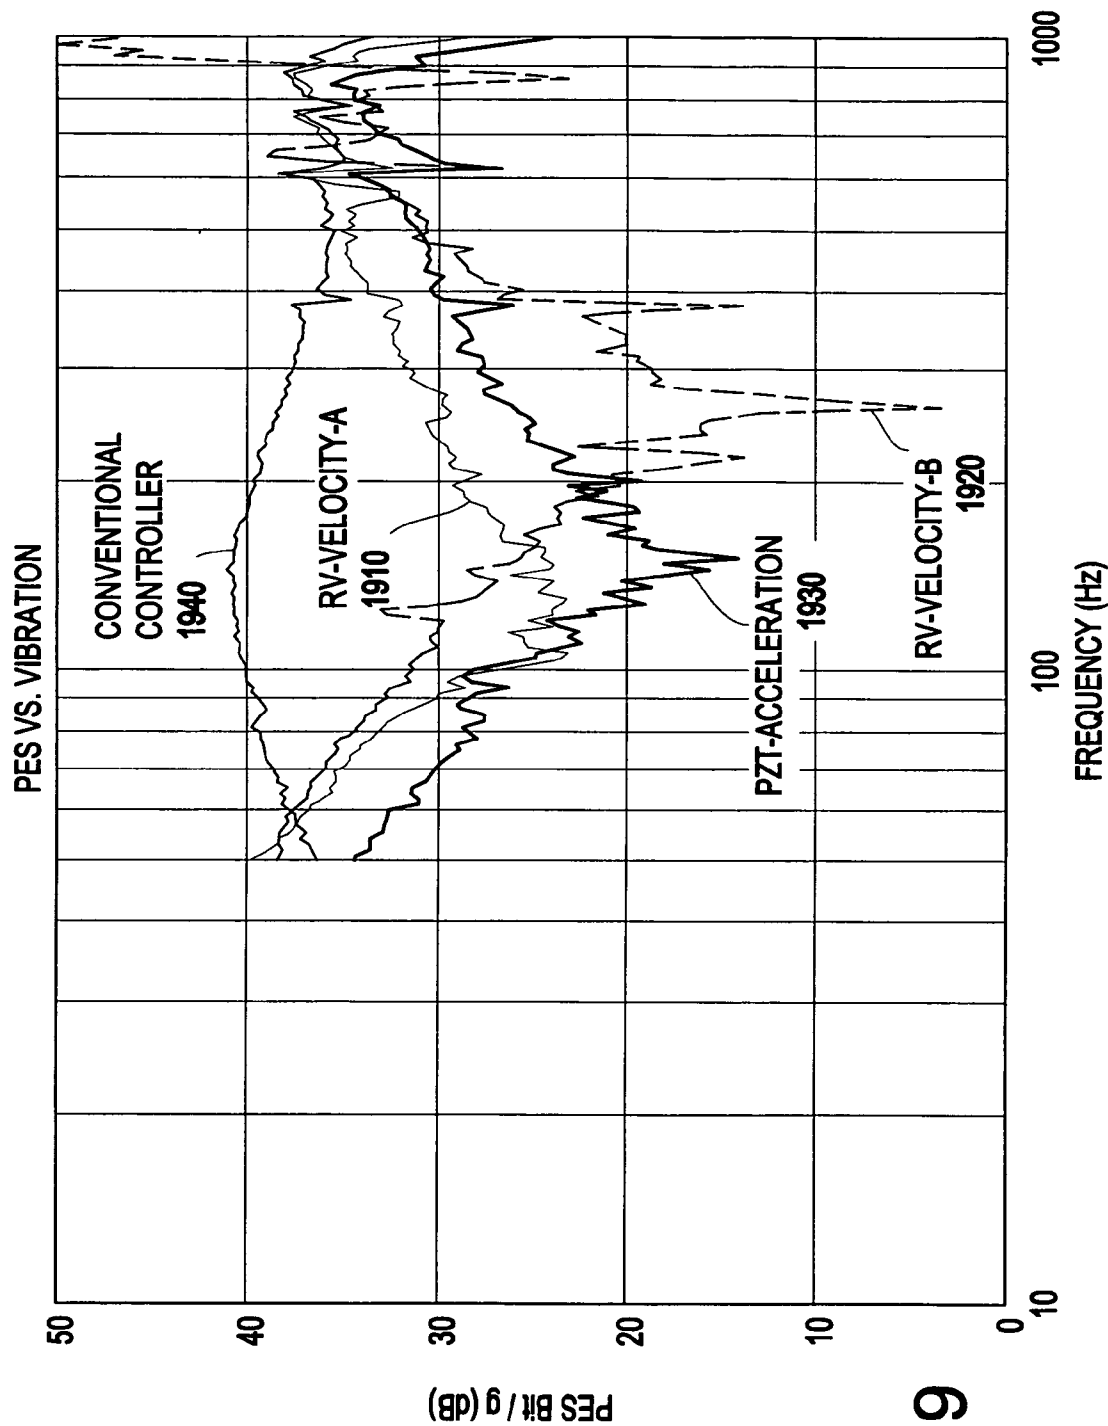 PES VS. VIBRATION
PES Bit / g (dB)
50
40
30
20
10
0
CONVENTIONAL
CONTROLLER
1940
RV-VELOCITY-A
1910
PZT-ACCELERATION
1930
RV-VELOCITY-B
1920
10
100
1000
FREQUENCY (Hz)